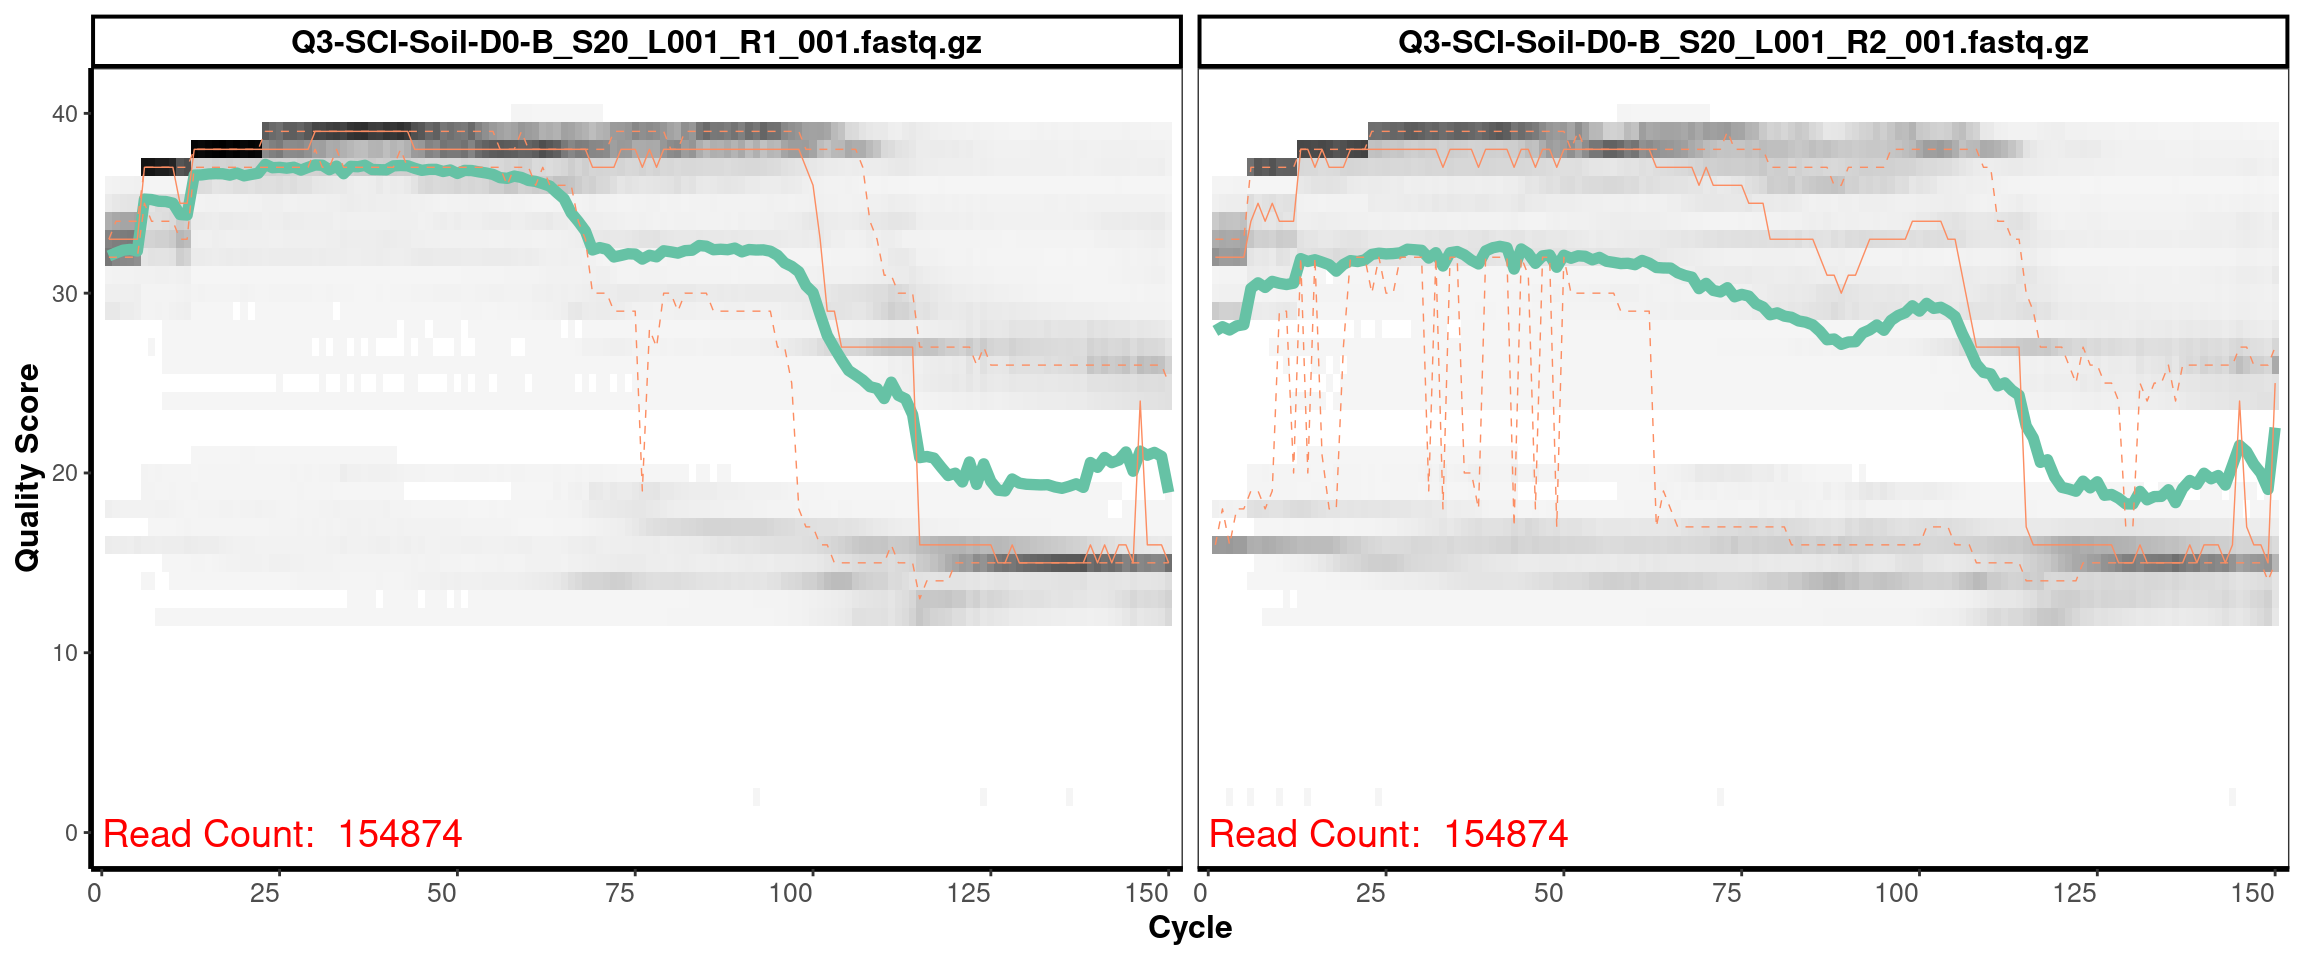 Q3-SCI-Soil-D0-B_S20_L001_R1_001.fastq.gz
Q3-SCI-Soil-D0-B_S20_L001_R2_001.fastq.gz
Quality Score
40
30
20
10
0
Read Count: 154874
Read Count: 154874
0 25 50 75 100 125 150
0 25 50 75 100 125 150
Cycle